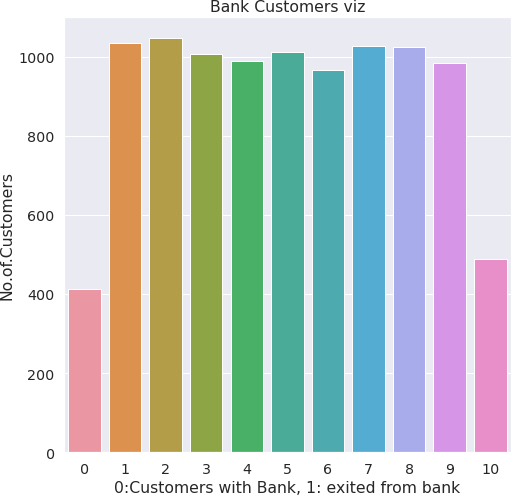 Bank Customers viz
No.of.Customers
1000
800
600
400
200
0
0 1 2 3 4 5 6 7 8 9 10
0:Customers with Bank, 1: exited from bank